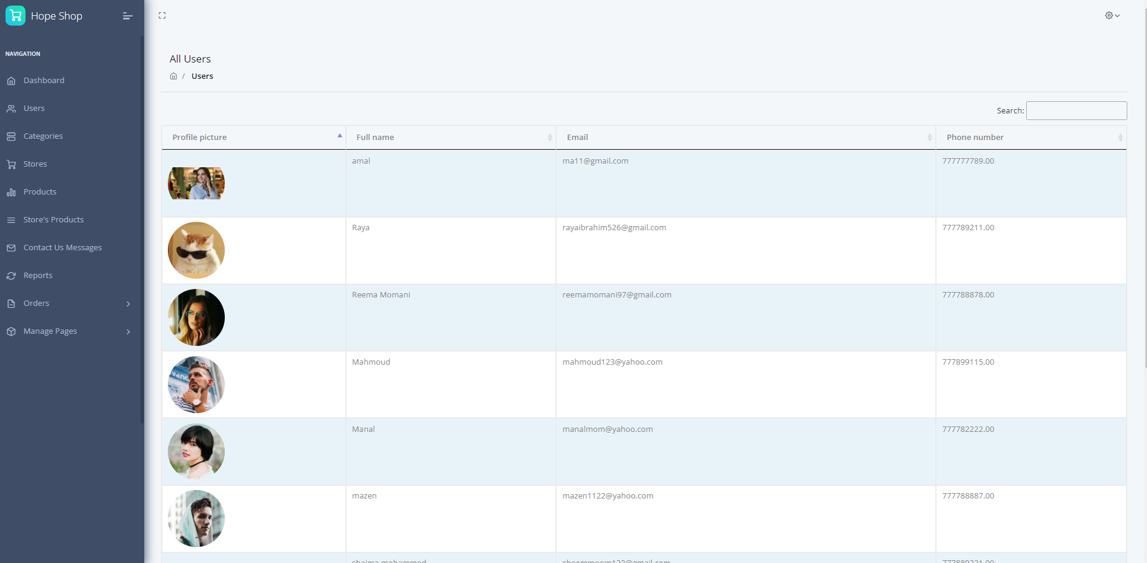 Hope Shop
NAVIGATION
Dashboard
Users
Categories
Stores
Products
Store's Products
Contact Us Messages
Reports
Orders
Manage Pages
All Users
/ Users
Search:
Profile picture Full name Email Phone number
amal ma11@gmail.com 777777789.00
Raya rayaibrahim526@gmail.com 777789211.00
Reema Momani reemamomani97@gmail.com 777788878.00
Mahmoud mahmoud123@yahoo.com 777899115.00
Manal manalmom@yahoo.com 777782222.00
mazen mazen1122@yahoo.com 777788887.00